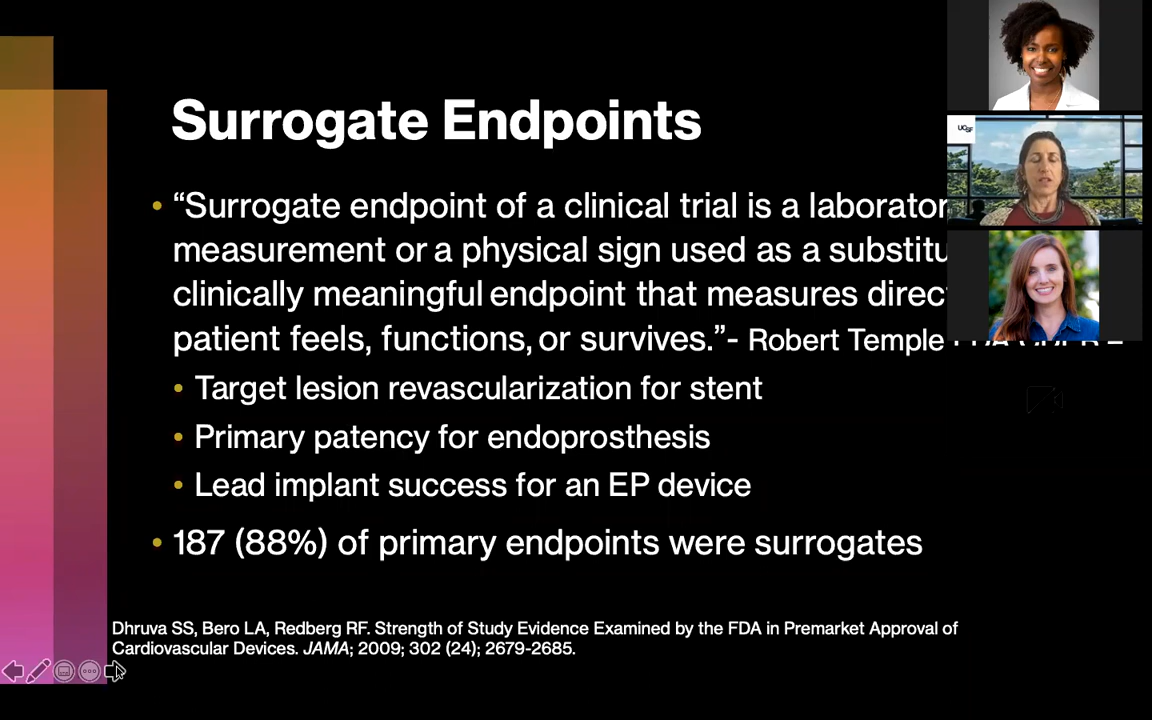 Surrogate Endpoints
UCSF
• “Surrogate endpoint of a clinical trial is a
measurement or a physical sign used as a
clinically meaningful endpoint that measures
patient feels, functions, or survives.”- Robert Temple
• Target lesion revascularization for stent
• Primary patency for endoprosthesis
• Lead implant success for an EP device
• 187 (88%) of primary endpoints were surrogates
Dhruva SS, Bero LA, Redberg RF. Strength of Study Evidence Examined by the FDA in Premarket Approval of
Cardiovascular Devices. JAMA; 2009; 302 (24); 2679-2685.